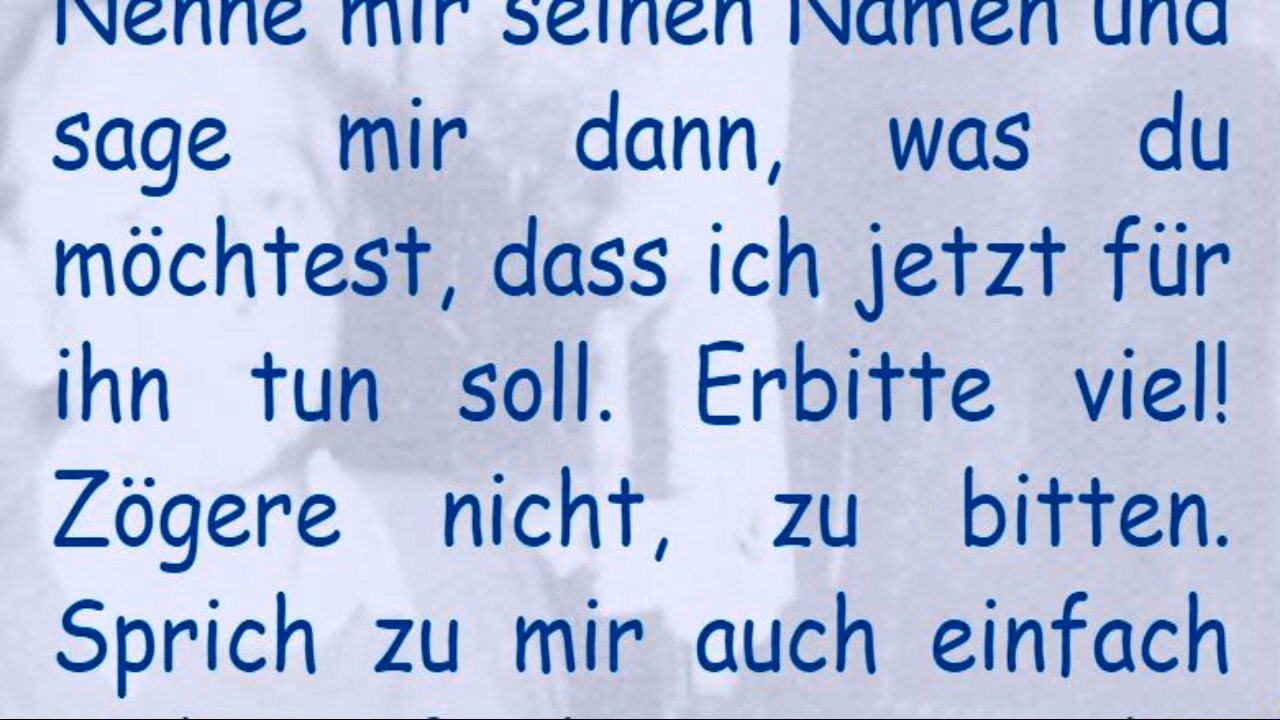 Nenne mir seinen Namen und
sage mir dann, was du
möchtest, dass ich jetzt für
ihn tun soll. Erbitte viel!
Zögere nicht, zu bitten.
Sprich zu mir auch einfach